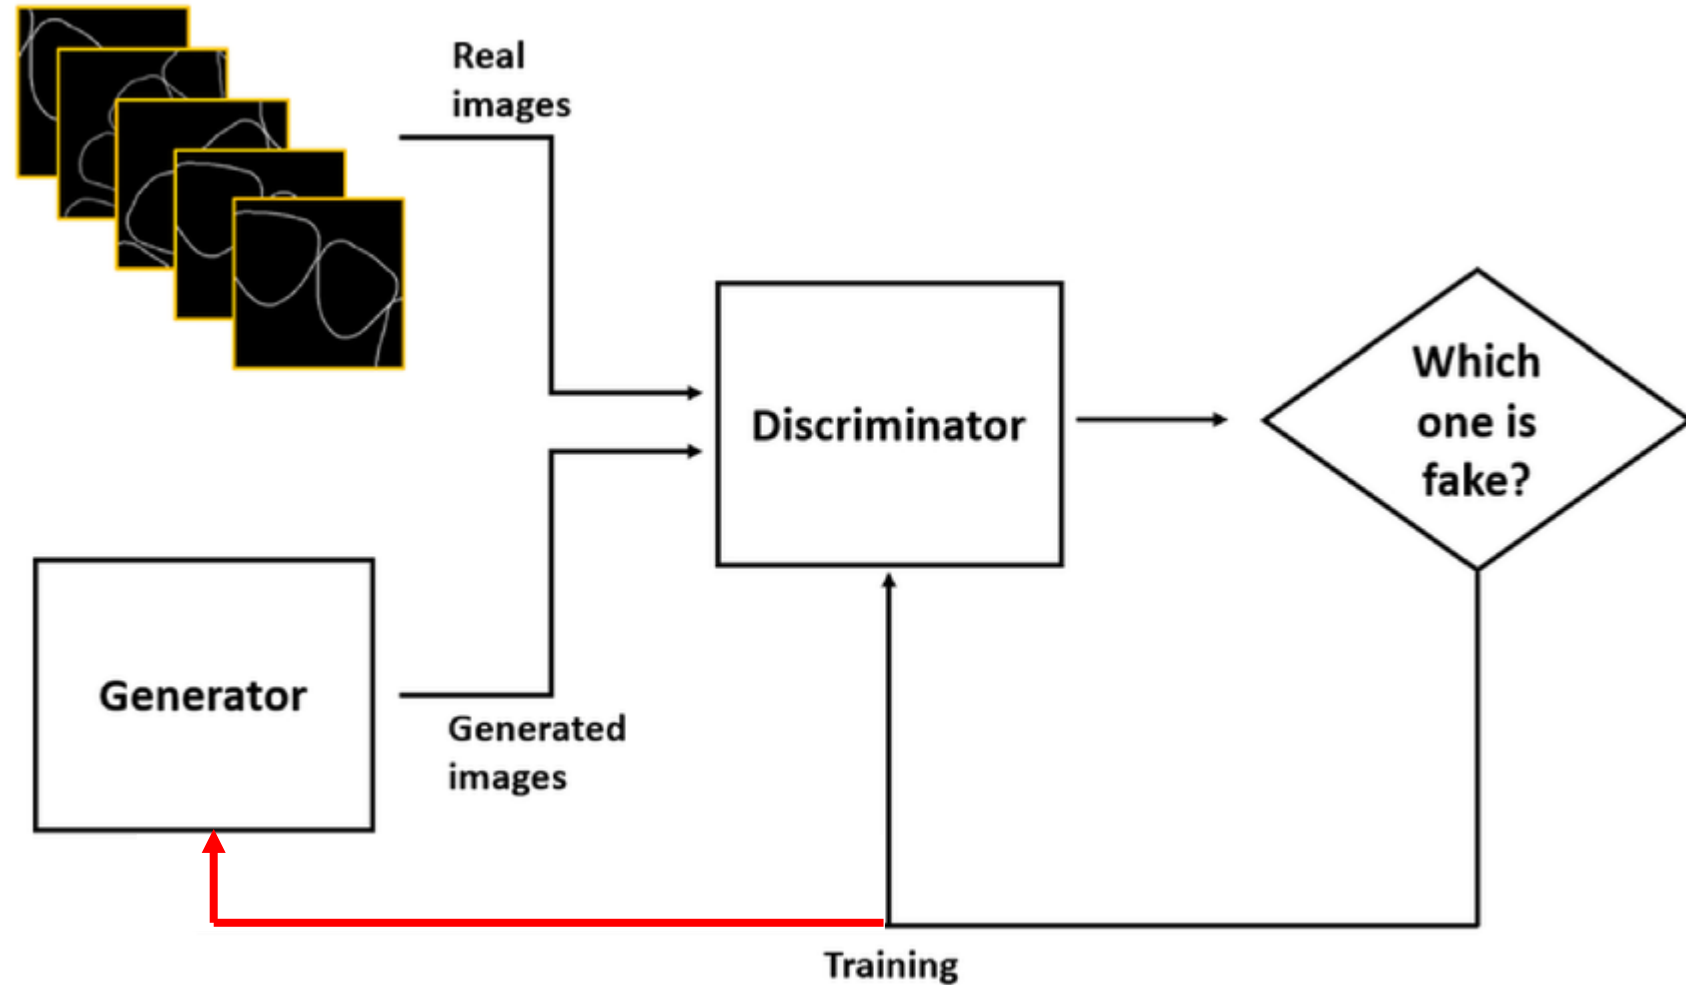 Real
images
Discriminator
Which
one is
fake?
Generator
Generated
images
Training